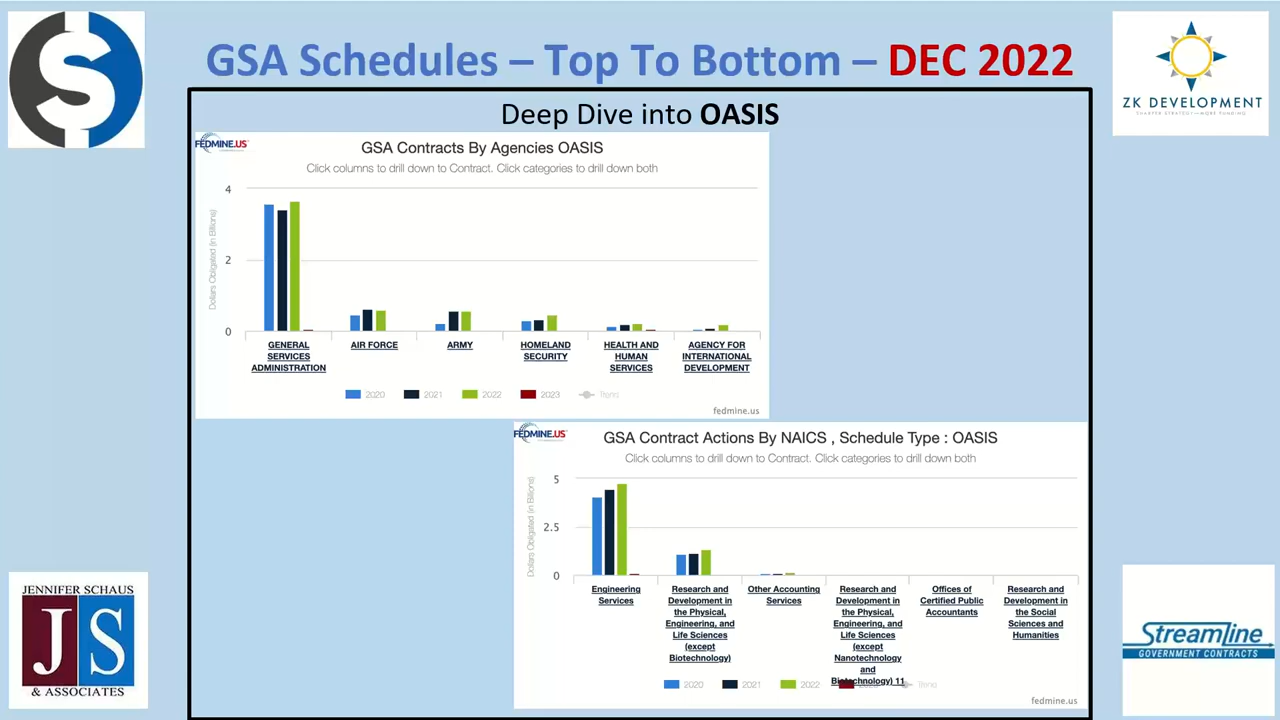 GSA Schedules – Top To Bottom – DEC 2022
ZK DEVELOPMENT
CHARTER STRATEGY—MORE FUNDING
Deep Dive into OASIS
FEDMINE.US
GSA Contracts By Agencies OASIS
Click columns to drill down to Contract. Click categories to drill down both
Dollars Obligated (in Billions)
4
2
0
GENERAL SERVICES ADMINISTRATION
AIR FORCE
ARMY
HOMELAND SECURITY
HEALTH AND HUMAN SERVICES
AGENCY FOR INTERNATIONAL DEVELOPMENT
2020 2021 2022 2023 Trend
fedmine.us
FEDMINE.US
GSA Contract Actions By NAICS , Schedule Type : OASIS
Click columns to drill down to Contract. Click categories to drill down both
Dollars Obligated (in Billions)
5
2.5
0
Engineering Services
Research and Development in the Physical, Engineering, and Life Sciences (except Biotechnology)
Other Accounting Services
Research and Development in the Physical, Engineering, and Life Sciences (except Nanotechnology and Biotechnology) 11
Offices of Certified Public Accountants
Research and Development in the Social Sciences and Humanities
2020 2021 2022 2023 Trend
fedmine.us
JENNIFER SCHAUS
JS
& ASSOCIATES
Streamline
GOVERNMENT CONTRACTS